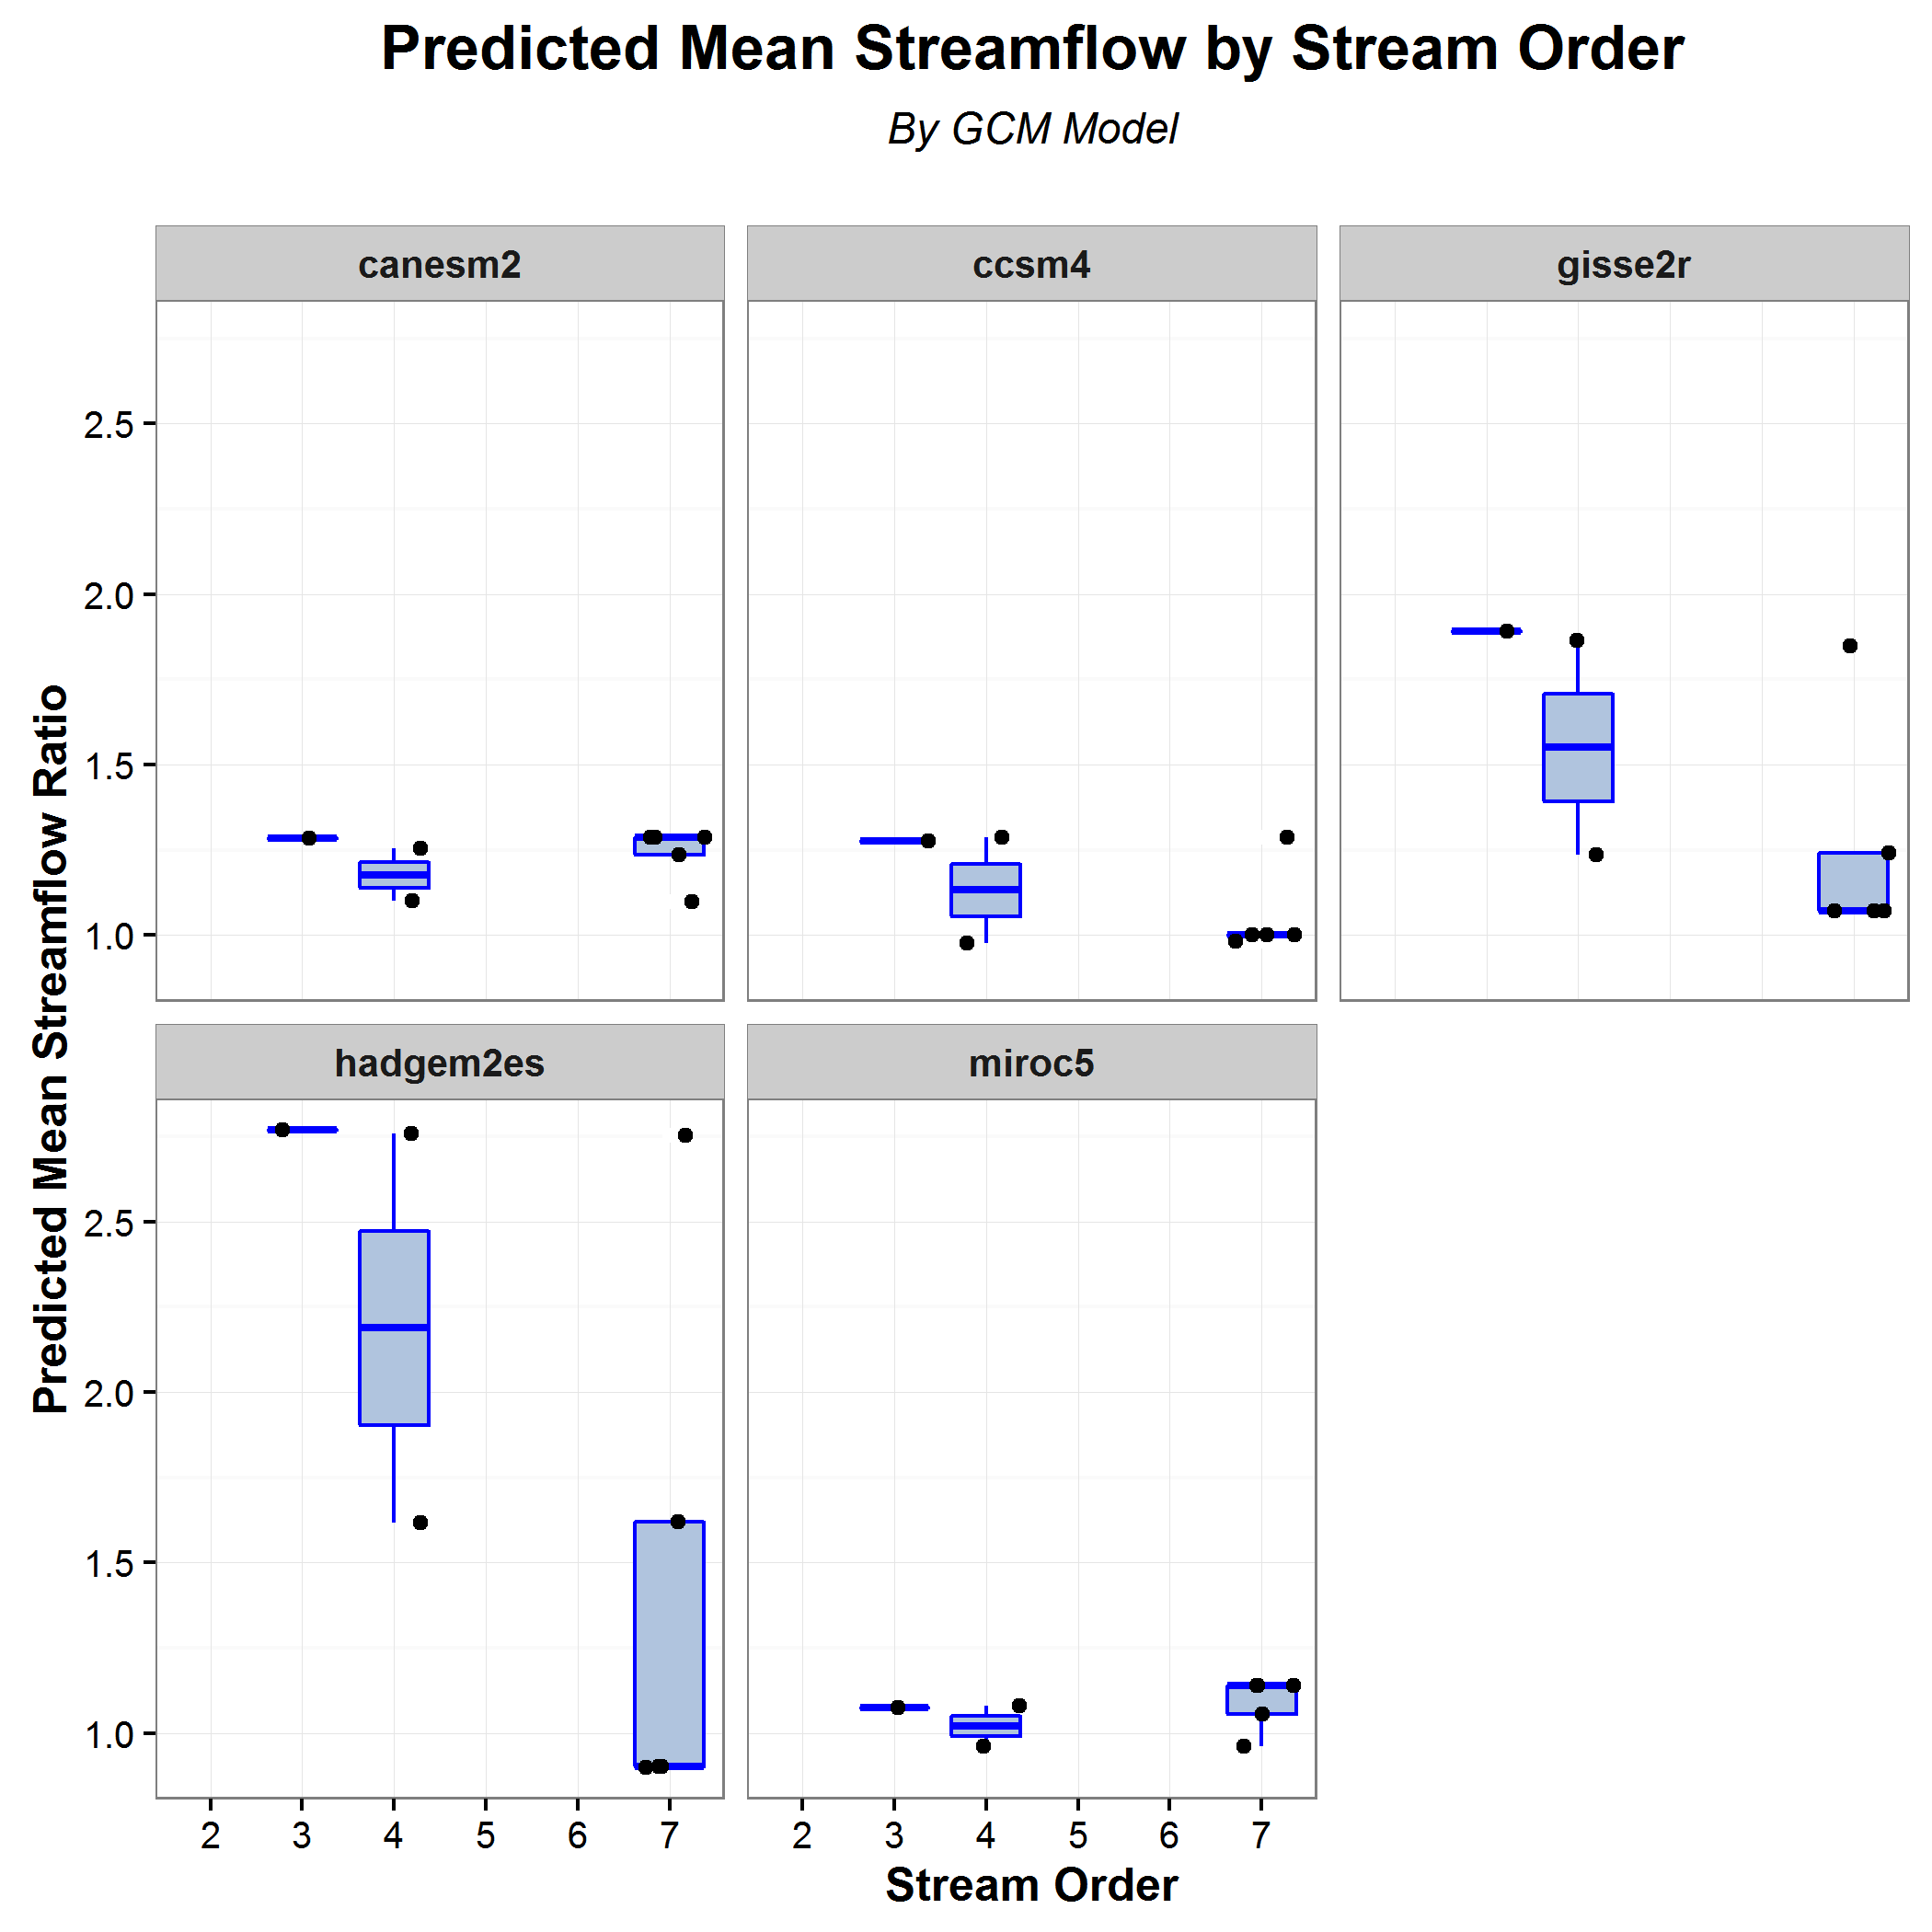 Predicted Mean Streamflow by Stream Order
By GCM Model
canesm2
ccsm4
gisse2r
2.5
2.0
1.5
1.0
Predicted Mean Streamflow Ratio
hadgem2es
miroc5
2.5
2.0
1.5
1.0
2 3 4 5 6 7
2 3 4 5 6 7
Stream Order